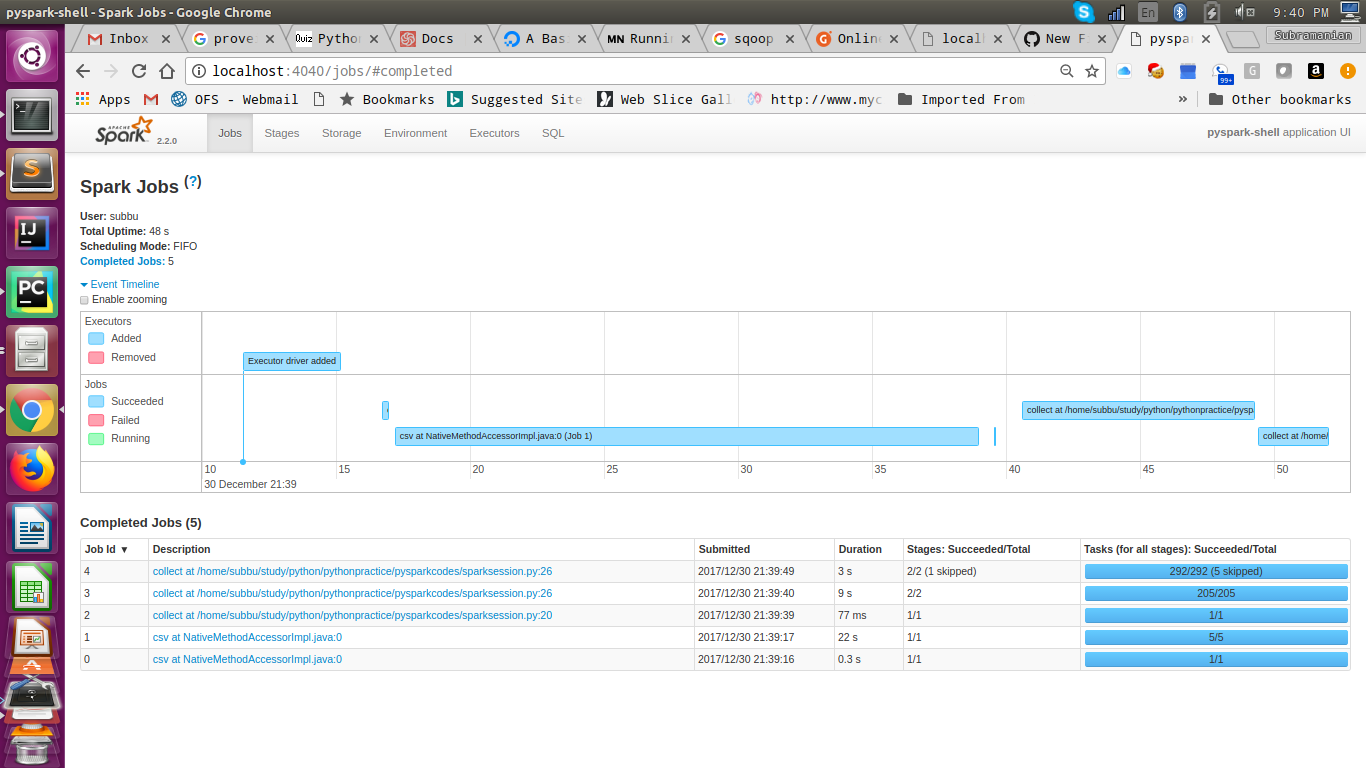 pyspark-shell - Spark Jobs - Google Chrome
En
9:40 PM
Inbox
prove
Quiz Python
Docs
A Bas
MN Runni
sqoop
Online
localh
New F
pyspa
Subramanian
localhost:4040/jobs/#completed
99+
G
a
Apps
OFS - Webmail
Bookmarks
Suggested Site
Web Slice Gall
http://www.myc
Imported From
»
Other bookmarks
APACHE
Spark 2.2.0
Jobs
Stages
Storage
Environment
Executors
SQL
pyspark-shell application UI
Spark Jobs (?)
User: subbu
Total Uptime: 48 s
Scheduling Mode: FIFO
Completed Jobs: 5
Event Timeline
Enable zooming
Executors
Added
Removed
Executor driver added
Jobs
Succeeded
Failed
Running
collect at /home/subbu/study/python/pythonpractice/pysp
csv at NativeMethodAccessorImpl.java:0 (Job 1)
collect at /home/
10 15 20 25 30 35 40 45 50
30 December 21:39
Completed Jobs (5)
Job Id ▼ Description Submitted Duration Stages: Succeeded/Total Tasks (for all stages): Succeeded/Total
4 collect at /home/subbu/study/python/pythonpractice/pysparkcodes/sparksession.py:26 2017/12/30 21:39:49 3 s 2/2 (1 skipped) 292/292 (5 skipped)
3 collect at /home/subbu/study/python/pythonpractice/pysparkcodes/sparksession.py:26 2017/12/30 21:39:40 9 s 2/2 205/205
2 collect at /home/subbu/study/python/pythonpractice/pysparkcodes/sparksession.py:20 2017/12/30 21:39:39 77 ms 1/1 1/1
1 csv at NativeMethodAccessorImpl.java:0 2017/12/30 21:39:17 22 s 1/1 5/5
0 csv at NativeMethodAccessorImpl.java:0 2017/12/30 21:39:16 0.3 s 1/1 1/1
S
IJ
PC